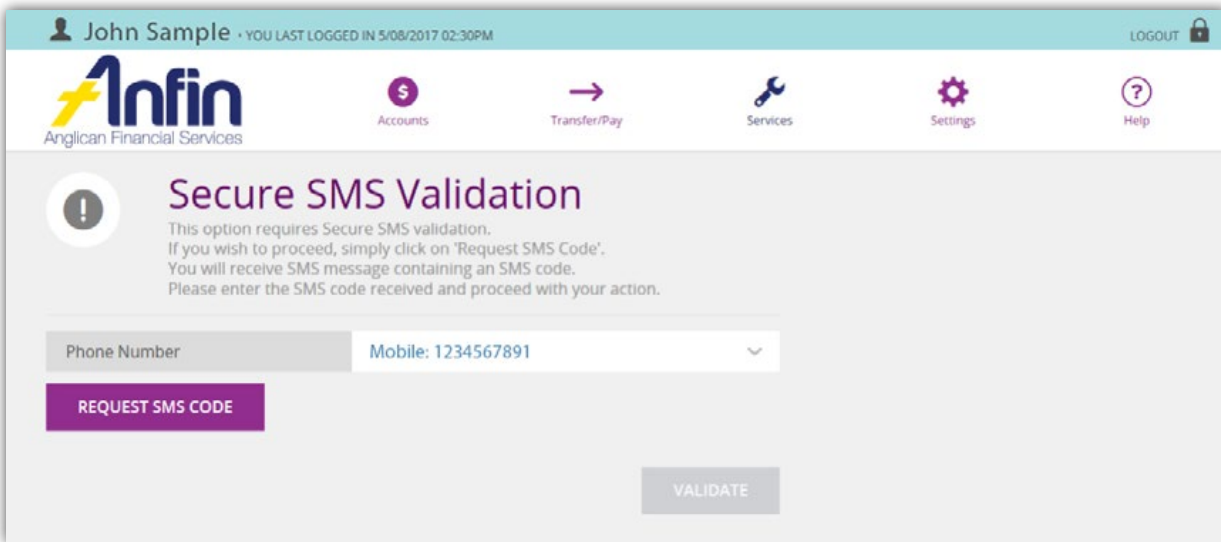 John Sample • YOU LAST LOGGED IN 5/08/2017 02:30PM
LOGOUT
Anfin
Anglican Financial Services
$
Accounts
Transfer/Pay
Services
Settings
?
Help
!
Secure SMS Validation
This option requires Secure SMS validation.
If you wish to proceed, simply click on 'Request SMS Code'.
You will receive SMS message containing an SMS code.
Please enter the SMS code received and proceed with your action.
Phone Number
Mobile: 1234567891
REQUEST SMS CODE
VALIDATE